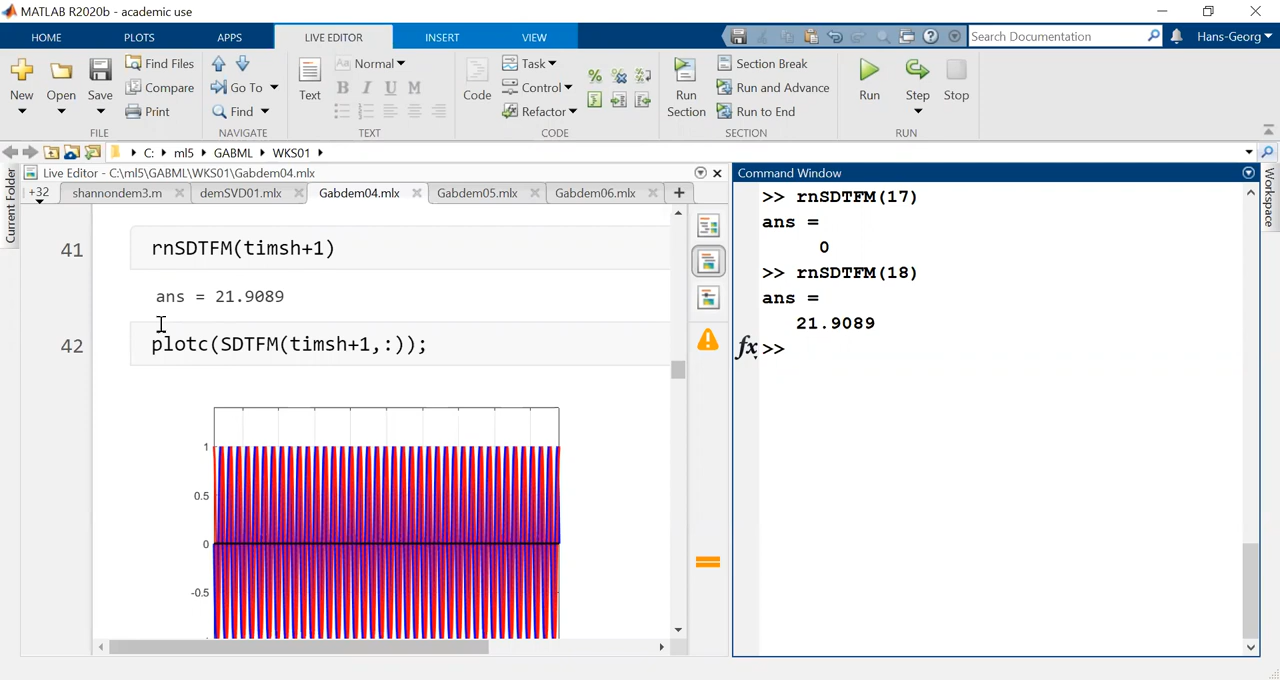 MATLAB R2020b - academic use
HOME PLOTS APPS LIVE EDITOR INSERT VIEW Search Documentation Hans-Georg
New Open Save Find Files Compare Print
FILE
Go To Find
NAVIGATE
Text Aa Normal
B I U M
TEXT
Code Task Control Refactor
CODE
Run Section Section Break Run and Advance Run to End
SECTION
Run Step Stop
RUN
C: ml5 GABML WKS01
Current Folder
Live Editor - C:\ml5\GABML\WKS01\Gabdem04.mlx
+32 shannondem3.m demSVD01.mlx Gabdem04.mlx Gabdem05.mlx Gabdem06.mlx +
41 rnSDTFM(timsh+1)
ans = 21.9089
42 plotc(SDTFM(timsh+1,:));
1
0.5
0
-0.5
Command Window
>> rnSDTFM(17)
ans =
0
>> rnSDTFM(18)
ans =
21.9089
fx >>
Workspace